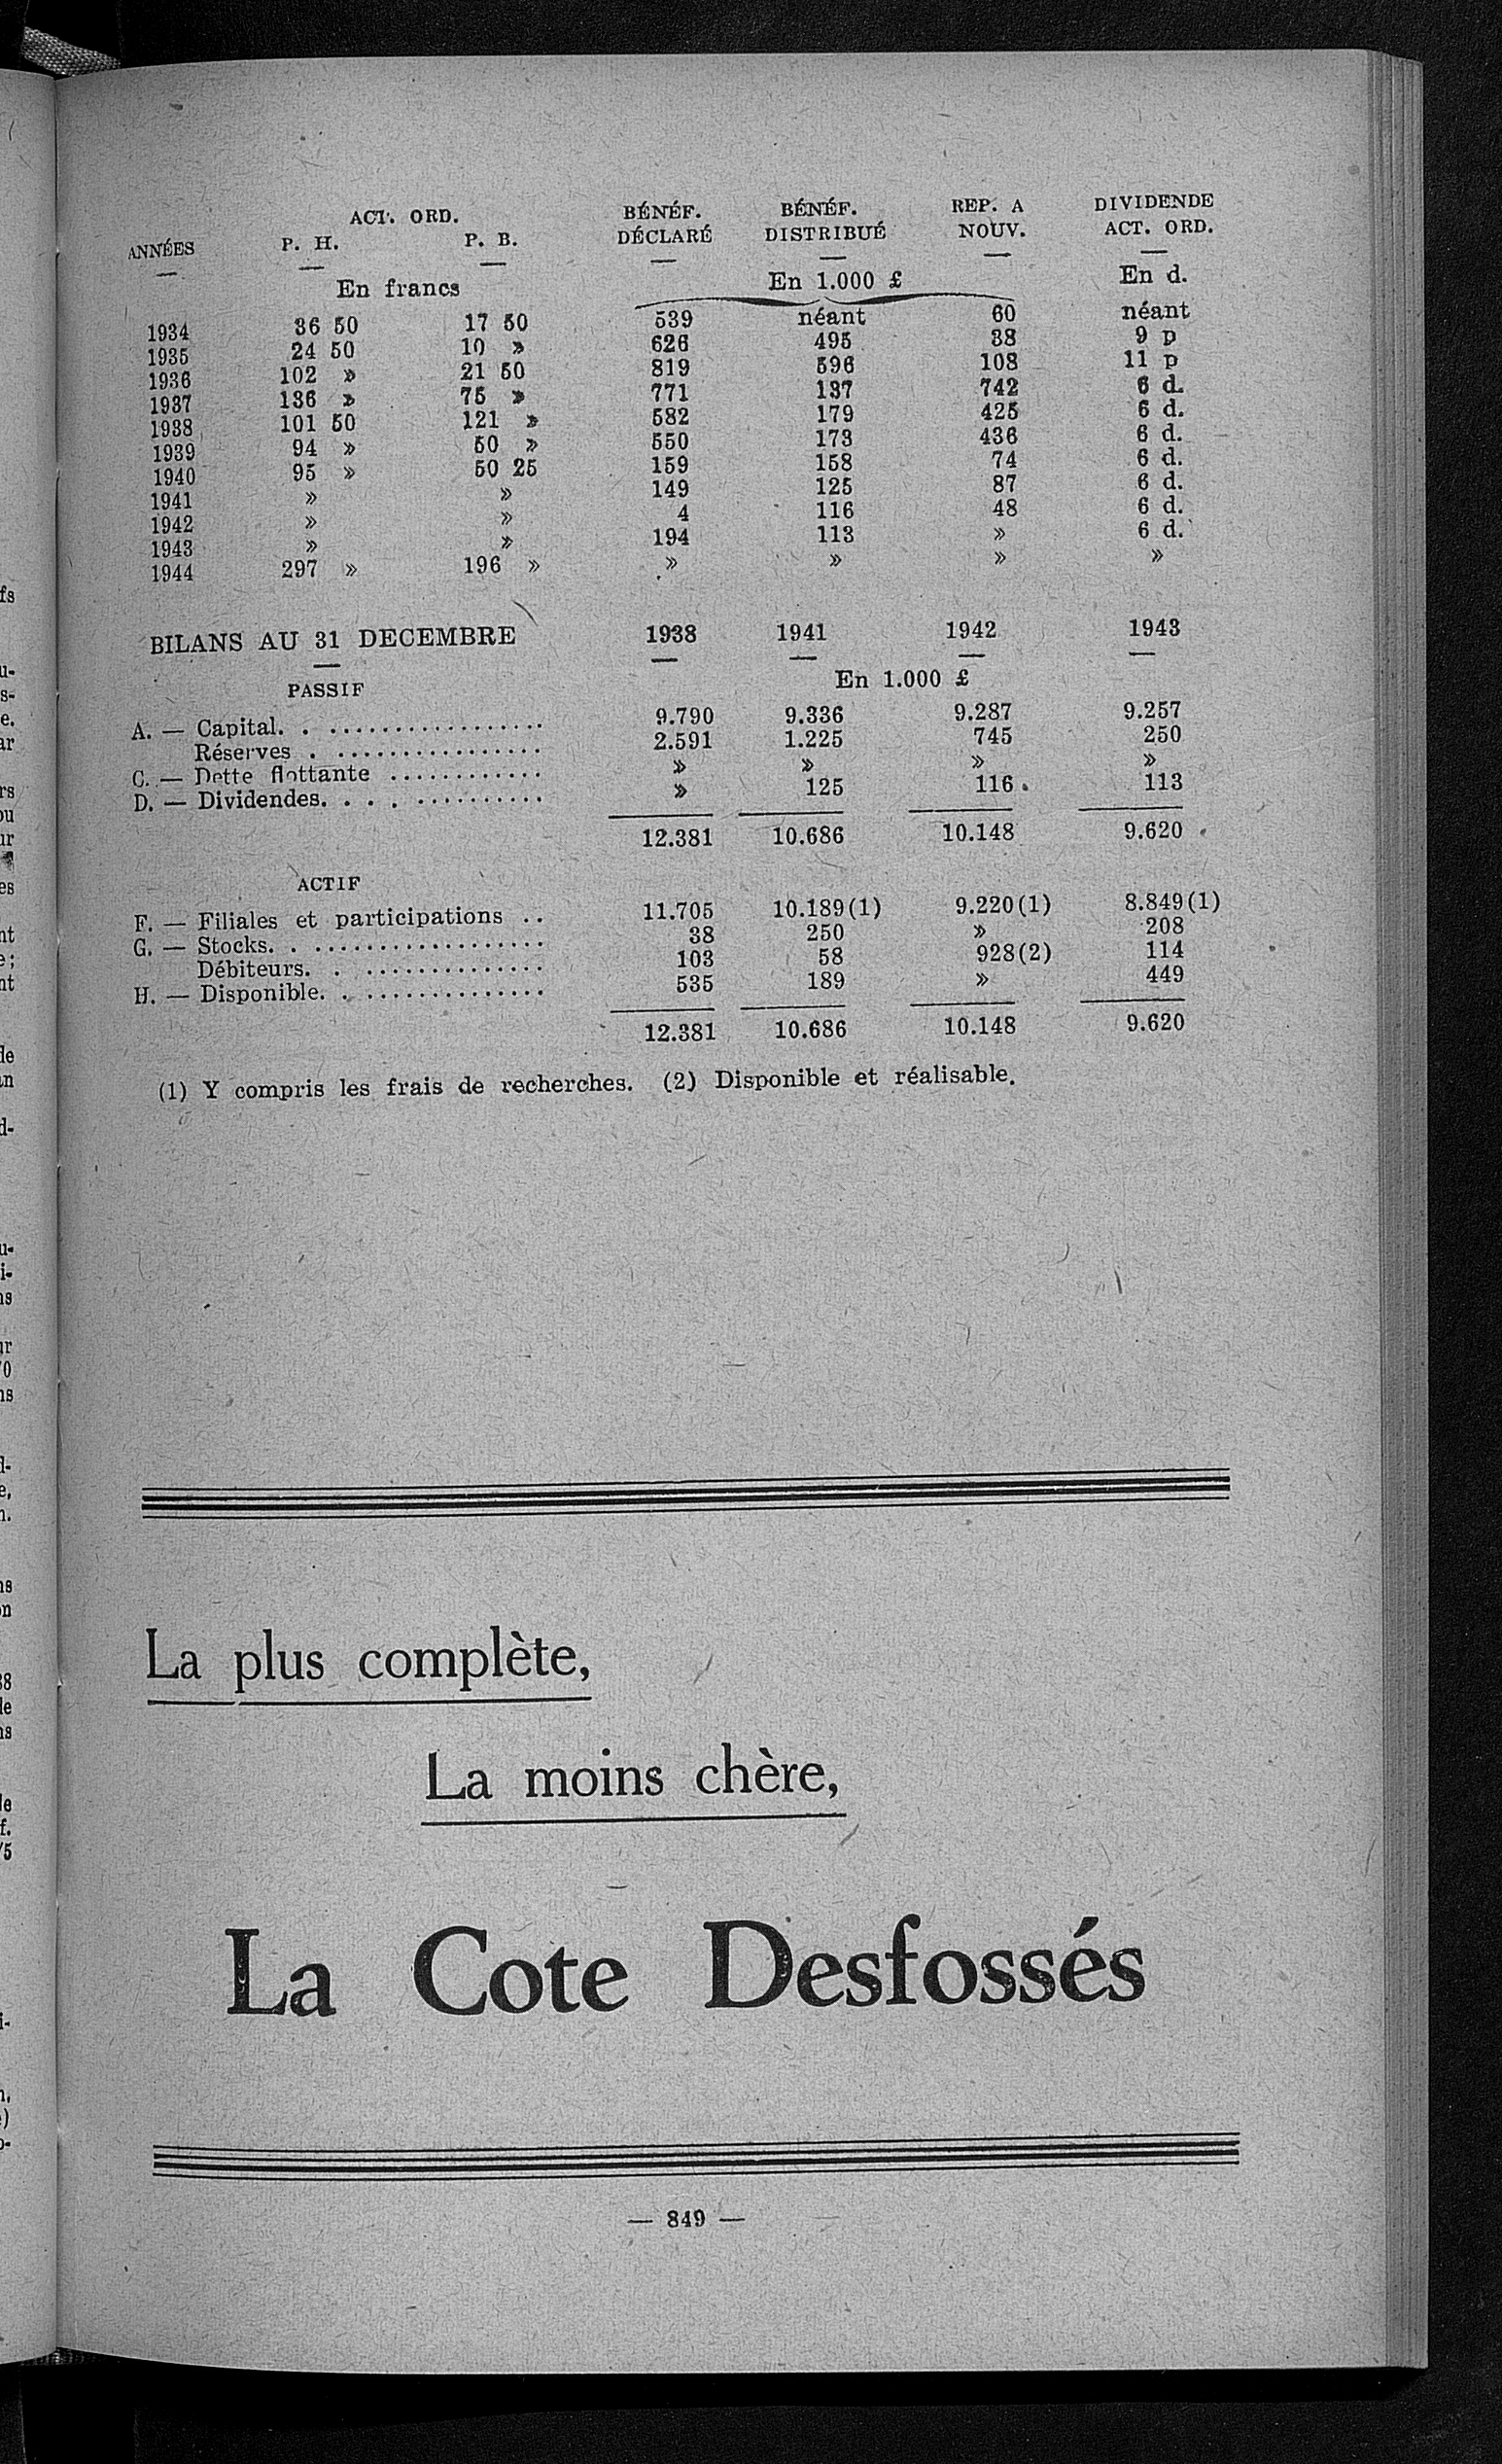 ACT. ORD. BÉNÉF. BÉNÉF. REP. A DIVIDENDE
ANNÉES P. H. P. B. DÉCLARÉ DISTRIBUÉ NOUV. ACT. ORD.
En francs En 1.000 £ En d.
1934 36 50 17 50 539 néant 60 néant
1935 24 50 10 » 626 495 38 9 p
1936 102 » 21 50 819 596 108 11 p
1937 136 » 75 » 771 137 742 6 d.
1938 101 50 121 » 582 179 425 6 d.
1939 94 » 50 » 550 173 436 6 d.
1940 95 » 50 25 159 158 74 6 d.
1941 » » 149 125 87 6 d.
1942 » » 4 116 48 6 d.
1943 » » 194 113 » 6 d.
1944 297 » 196 » » » » »
BILANS AU 31 DECEMBRE 1938 1941 1942 1943
PASSIF En 1.000 £
A. — Capital. . .................. 9.790 9.336 9.287 9.257
Réserves . ................ 2.591 1.225 745 250
C. — Dette flottante ............ » » » »
D. — Dividendes. . . . .......... » 125 116 113
12.381 10.686 10.148 9.620
ACTIF
F. — Filiales et participations .. 11.705 10.189(1) 9.220(1) 8.849(1)
G. — Stocks. . .................. 38 250 » 208
Débiteurs. . .............. 103 58 928(2) 114
H. — Disponible. . .............. 535 189 » 449
12.381 10.686 10.148 9.620
(1) Y compris les frais de recherches. (2) Disponible et réalisable.
La plus complète,
La moins chère,
La Cote Desfossés
— 849 —